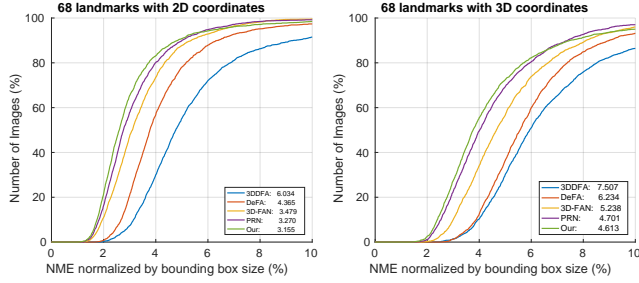 68 landmarks with 2D coordinates
100
80
60
40
20
0
Number of Images (%)
3DDFA: 6.034
DeFA: 4.365
3D-FAN: 3.479
PRN: 3.270
Our: 3.155
0 2 4 6 8 10
NME normalized by bounding box size (%)
68 landmarks with 3D coordinates
100
80
60
40
20
0
Number of Images (%)
3DDFA: 7.507
DeFA: 6.234
3D-FAN: 5.238
PRN: 4.701
Our: 4.613
0 2 4 6 8 10
NME normalized by bounding box size (%)